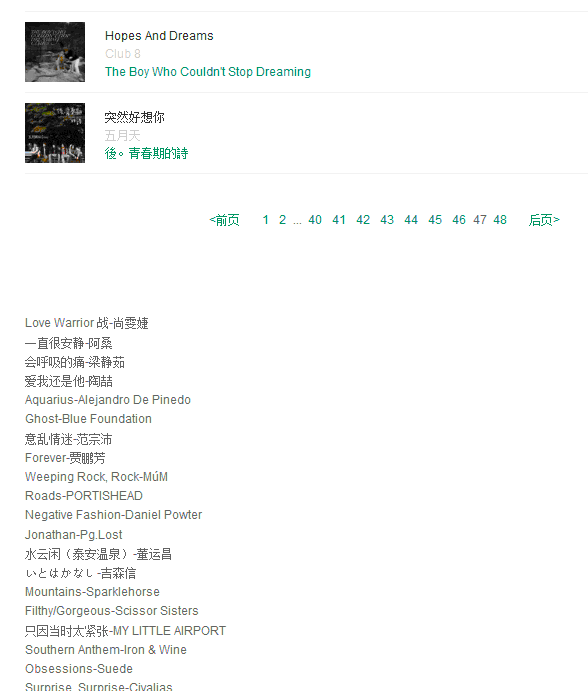 Hopes And Dreams
Club 8
The Boy Who Couldn't Stop Dreaming
突然好想你
五月天
後。青春期的詩
<前页 1 2 ... 40 41 42 43 44 45 46 47 48 后页>
Love Warrior 战-尚雯婕
一直很安静-阿桑
会呼吸的痛-梁静茹
爱我还是他-陶喆
Aquarius-Alejandro De Pinedo
Ghost-Blue Foundation
意乱情迷-范宗沛
Forever-贾鹏芳
Weeping Rock, Rock-MúM
Roads-PORTISHEAD
Negative Fashion-Daniel Powter
Jonathan-Pg.Lost
水云闲（泰安温泉）-董运昌
いとはかなし-吉森信
Mountains-Sparklehorse
Filthy/Gorgeous-Scissor Sisters
只因当时太紧张-MY LITTLE AIRPORT
Southern Anthem-Iron & Wine
Obsessions-Suede
Surprise, Surprise-Civalias